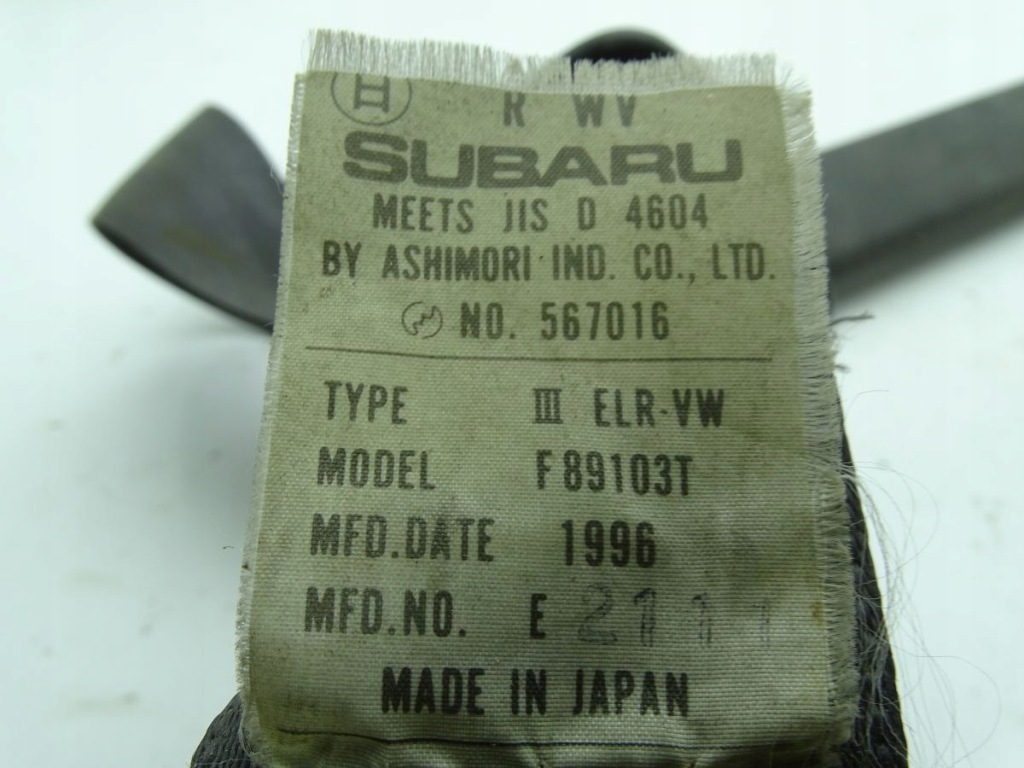 R WV
SUBARU
MEETS JIS D 4604
BY ASHIMORI IND. CO., LTD.
NO. 567016
TYPE III ELR-VW
MODEL F89103T
MFD.DATE 1996
MFD.NO. E 2111
MADE IN JAPAN